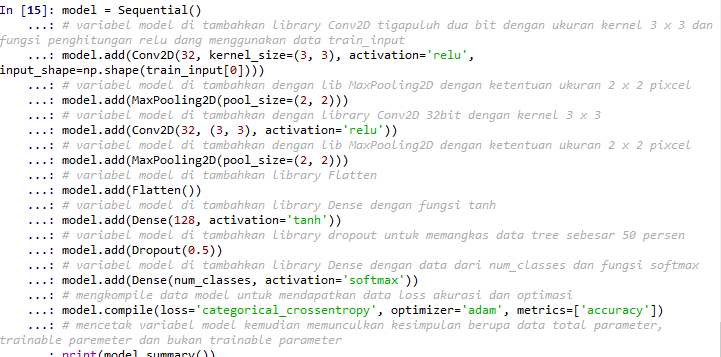 In [15]: model = Sequential()
...: # variabel model di tambahkan library Conv2D tigapuluh dua bit dengan ukuran kernel 3 x 3 dan
fungsi penghitungan relu dang menggunakan data train_input
...: model.add(Conv2D(32, kernel_size=(3, 3), activation='relu',
input_shape=np.shape(train_input[0])))
...: # variabel model di tambahkan dengan lib MaxPooling2D dengan ketentuan ukuran 2 x 2 pixcel
...: model.add(MaxPooling2D(pool_size=(2, 2)))
...: # variabel model di tambahkan dengan library Conv2D 32bit dengan kernel 3 x 3
...: model.add(Conv2D(32, (3, 3), activation='relu'))
...: # variabel model di tambahkan dengan lib MaxPooling2D dengan ketentuan ukuran 2 x 2 pixcel
...: model.add(MaxPooling2D(pool_size=(2, 2)))
...: # variabel model di tambahkan library Flatten
...: model.add(Flatten())
...: # variabel model di tambahkan library Dense dengan fungsi tanh
...: model.add(Dense(128, activation='tanh'))
...: # variabel model di tambahkan library dropout untuk memangkas data tree sebesar 50 persen
...: model.add(Dropout(0.5))
...: # variabel model di tambahkan library Dense dengan data dari num_classes dan fungsi softmax
...: model.add(Dense(num_classes, activation='softmax'))
...: # mengkompile data model untuk mendapatkan data loss akurasi dan optimasi
...: model.compile(loss='categorical_crossentropy', optimizer='adam', metrics=['accuracy'])
...: # mencetak variabel model kemudian memunculkan kesimpulan berupa data total parameter,
trainable paremeter dan bukan trainable parameter
...: print(model.summary())